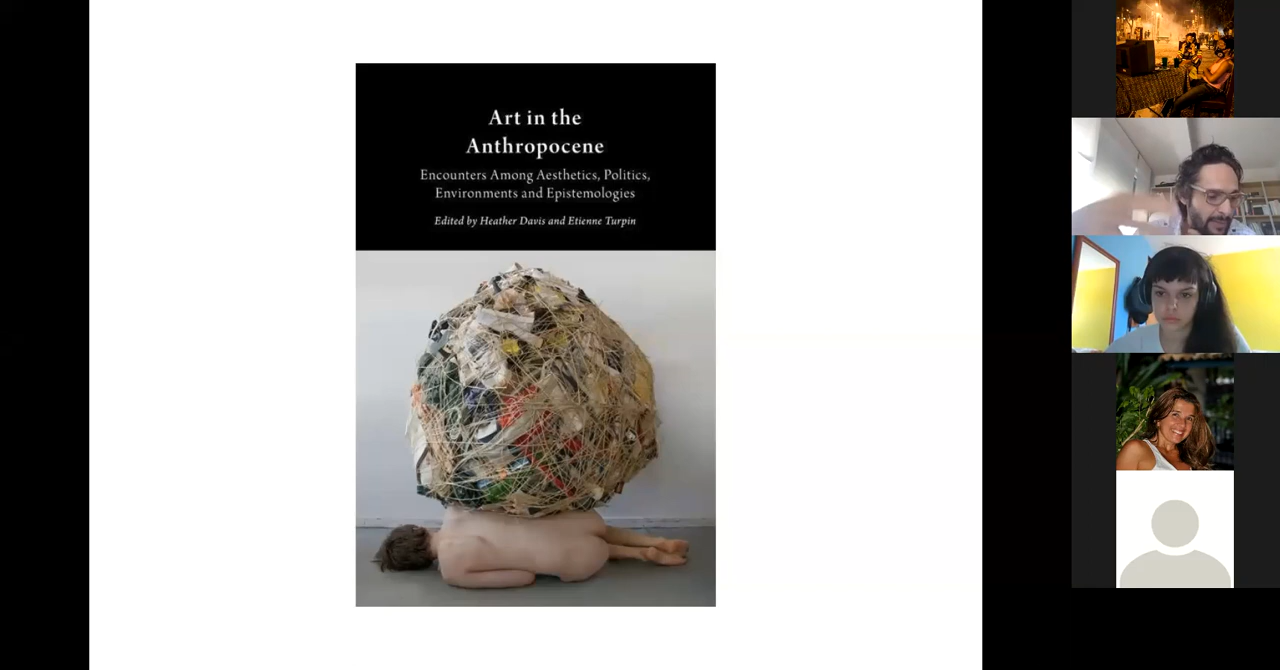 Art in the
Anthropocene
Encounters Among Aesthetics, Politics,
Environments and Epistemologies
Edited by Heather Davis and Etienne Turpin